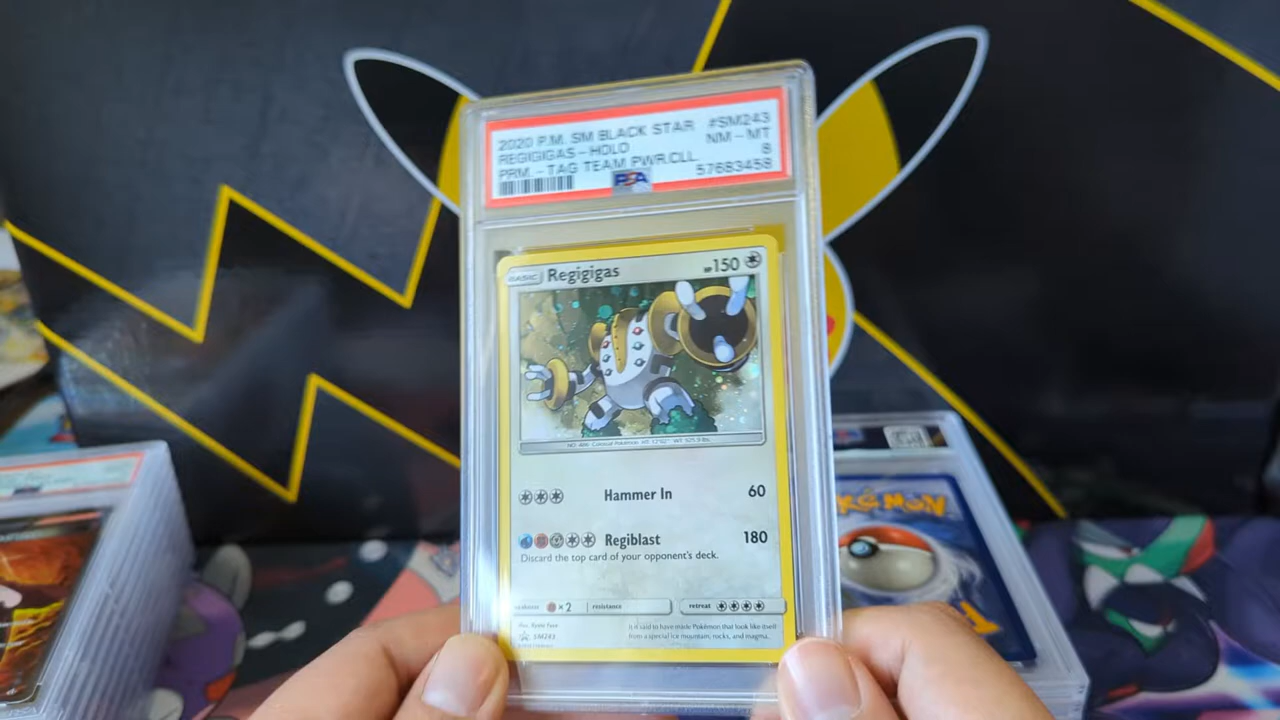 2020 P.M. SM BLACK STAR #SM243
REGIGIGAS-HOLO NM-MT
PRM.-TAG TEAM PWR.CLL. 8
PSA 57683458
BASIC Regigigas HP150
NO. 486 Colossal Pokémon HT: 12'02" WT: 925.9 lbs.
Hammer In 60
Regiblast 180
Discard the top card of your opponent's deck.
weakness ×2 resistance retreat
Illus. Kyoko Fuse
SM243
It is said to have made Pokémon that look like itself
from a special ice mountain, rocks, and magma.
POKÉMON